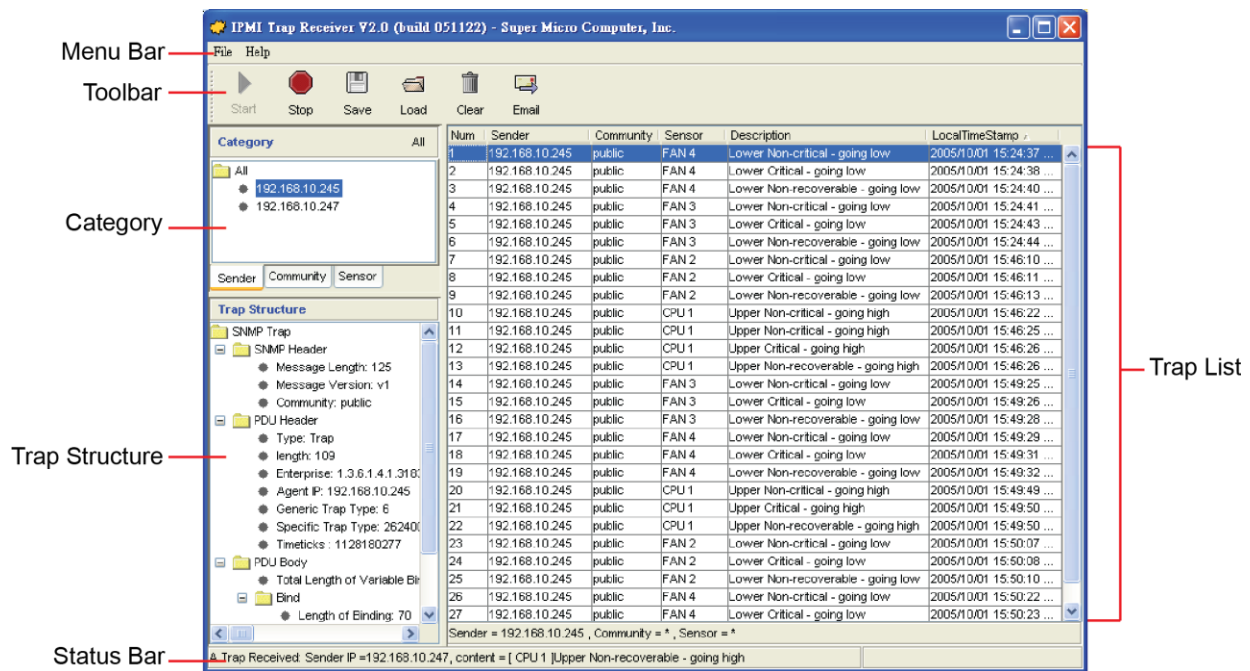 IPMI Trap Receiver V2.0 (build 051122) - Super Micro Computer, Inc.
Menu Bar
File Help
Toolbar
Start Stop Save Load Clear Email
Category All
All
192.168.10.245
192.168.10.247
Category
Sender Community Sensor
Trap Structure
SNMP Trap
SNMP Header
Message Length: 125
Message Version: v1
Community: public
PDU Header
Type: Trap
length: 109
Enterprise: 1.3.6.1.4.1.3183
Agent IP: 192.168.10.245
Generic Trap Type: 6
Specific Trap Type: 262400
Timeticks : 1128180277
PDU Body
Total Length of Variable Bin
Bind
Length of Binding: 70
Trap Structure
Num Sender Community Sensor Description LocalTimeStamp
1 192.168.10.245 public FAN 4 Lower Non-critical - going low 2005/10/01 15:24:37 ...
2 192.168.10.245 public FAN 4 Lower Critical - going low 2005/10/01 15:24:38 ...
3 192.168.10.245 public FAN 4 Lower Non-recoverable - going low 2005/10/01 15:24:40 ...
4 192.168.10.245 public FAN 3 Lower Non-critical - going low 2005/10/01 15:24:41 ...
5 192.168.10.245 public FAN 3 Lower Critical - going low 2005/10/01 15:24:43 ...
6 192.168.10.245 public FAN 3 Lower Non-recoverable - going low 2005/10/01 15:24:44 ...
7 192.168.10.245 public FAN 2 Lower Non-critical - going low 2005/10/01 15:46:10 ...
8 192.168.10.245 public FAN 2 Lower Critical - going low 2005/10/01 15:46:11 ...
9 192.168.10.245 public FAN 2 Lower Non-recoverable - going low 2005/10/01 15:46:13 ...
10 192.168.10.245 public CPU 1 Upper Non-critical - going high 2005/10/01 15:46:22 ...
11 192.168.10.245 public CPU 1 Upper Non-critical - going high 2005/10/01 15:46:25 ...
12 192.168.10.245 public CPU 1 Upper Critical - going high 2005/10/01 15:46:26 ...
13 192.168.10.245 public CPU 1 Upper Non-recoverable - going high 2005/10/01 15:46:26 ...
14 192.168.10.245 public FAN 3 Lower Non-critical - going low 2005/10/01 15:49:25 ...
15 192.168.10.245 public FAN 3 Lower Critical - going low 2005/10/01 15:49:26 ...
16 192.168.10.245 public FAN 3 Lower Non-recoverable - going low 2005/10/01 15:49:28 ...
17 192.168.10.245 public FAN 4 Lower Non-critical - going low 2005/10/01 15:49:29 ...
18 192.168.10.245 public FAN 4 Lower Critical - going low 2005/10/01 15:49:31 ...
19 192.168.10.245 public FAN 4 Lower Non-recoverable - going low 2005/10/01 15:49:32 ...
20 192.168.10.245 public CPU 1 Upper Non-critical - going high 2005/10/01 15:49:49 ...
21 192.168.10.245 public CPU 1 Upper Critical - going high 2005/10/01 15:49:50 ...
22 192.168.10.245 public CPU 1 Upper Non-recoverable - going high 2005/10/01 15:49:50 ...
23 192.168.10.245 public FAN 2 Lower Non-critical - going low 2005/10/01 15:50:07 ...
24 192.168.10.245 public FAN 2 Lower Critical - going low 2005/10/01 15:50:08 ...
25 192.168.10.245 public FAN 2 Lower Non-recoverable - going low 2005/10/01 15:50:10 ...
26 192.168.10.245 public FAN 4 Lower Non-critical - going low 2005/10/01 15:50:22 ...
27 192.168.10.245 public FAN 4 Lower Critical - going low 2005/10/01 15:50:23 ...
Trap List
Sender = 192.168.10.245 , Community = * , Sensor = *
Status Bar
A Trap Received: Sender IP =192.168.10.247, content = [ CPU 1 ]Upper Non-recoverable - going high